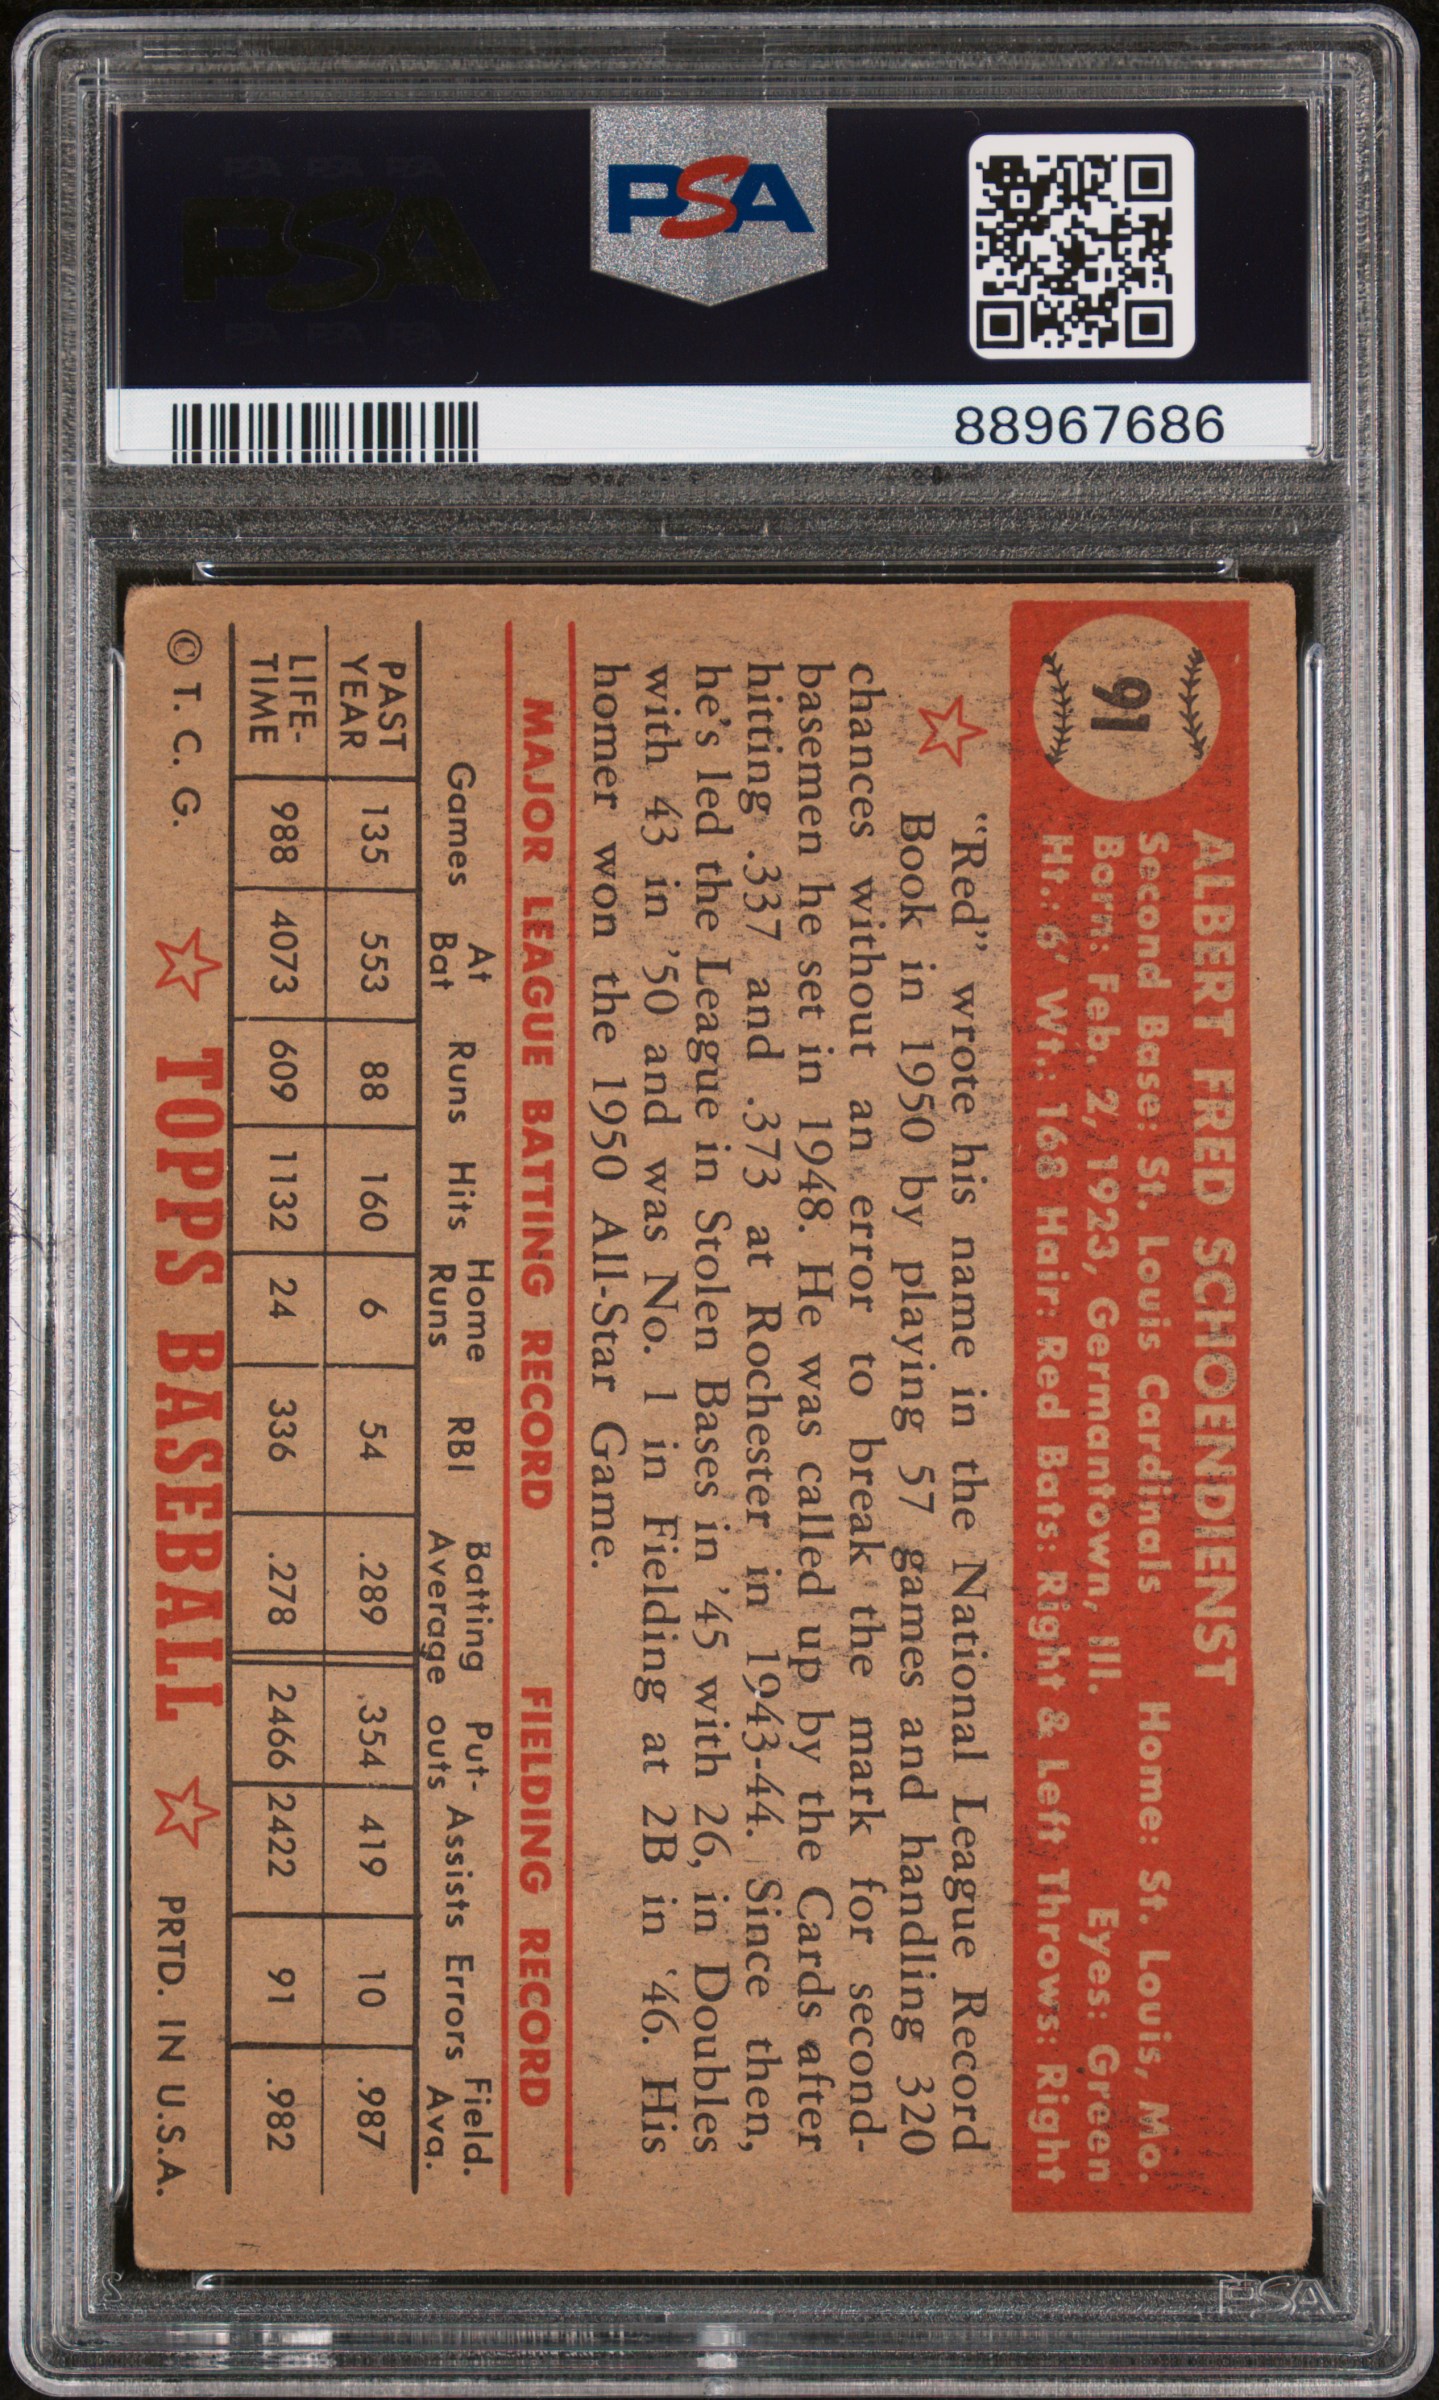 PSA PSA PSA
PSA
PSA PSA PSA
PSA
88967686
91
ALBERT FRED SCHOENDIENST
Second Base: St. Louis Cardinals Home: St. Louis, Mo.
Born: Feb. 2, 1923, Germantown, Ill. Eyes: Green
Ht.: 6' Wt.: 168 Hair: Red Bats: Right & Left Throws: Right
"Red" wrote his name in the National League Record
Book in 1950 by playing 57 games and handling 320
chances without an error to break the mark for second-
basemen he set in 1948. He was called up by the Cards after
hitting .337 and .373 at Rochester in 1943-44. Since then,
he's led the League in Stolen Bases in '45 with 26, in Doubles
with 43 in '50 and was No. 1 in Fielding at 2B in '46. His
homer won the 1950 All-Star Game.
MAJOR LEAGUE BATTING RECORD FIELDING RECORD
Games At Bat Runs Hits Home Runs RBI Batting Average Put-outs Assists Errors Field. Avg.
PAST YEAR 135 553 88 160 6 54 .289 .354 419 10 .987
LIFE-TIME 988 4073 609 1132 24 336 .278 2466 2422 91 .982
© T. C. G. TOPPS BASEBALL PRTD. IN U.S.A.
PSA